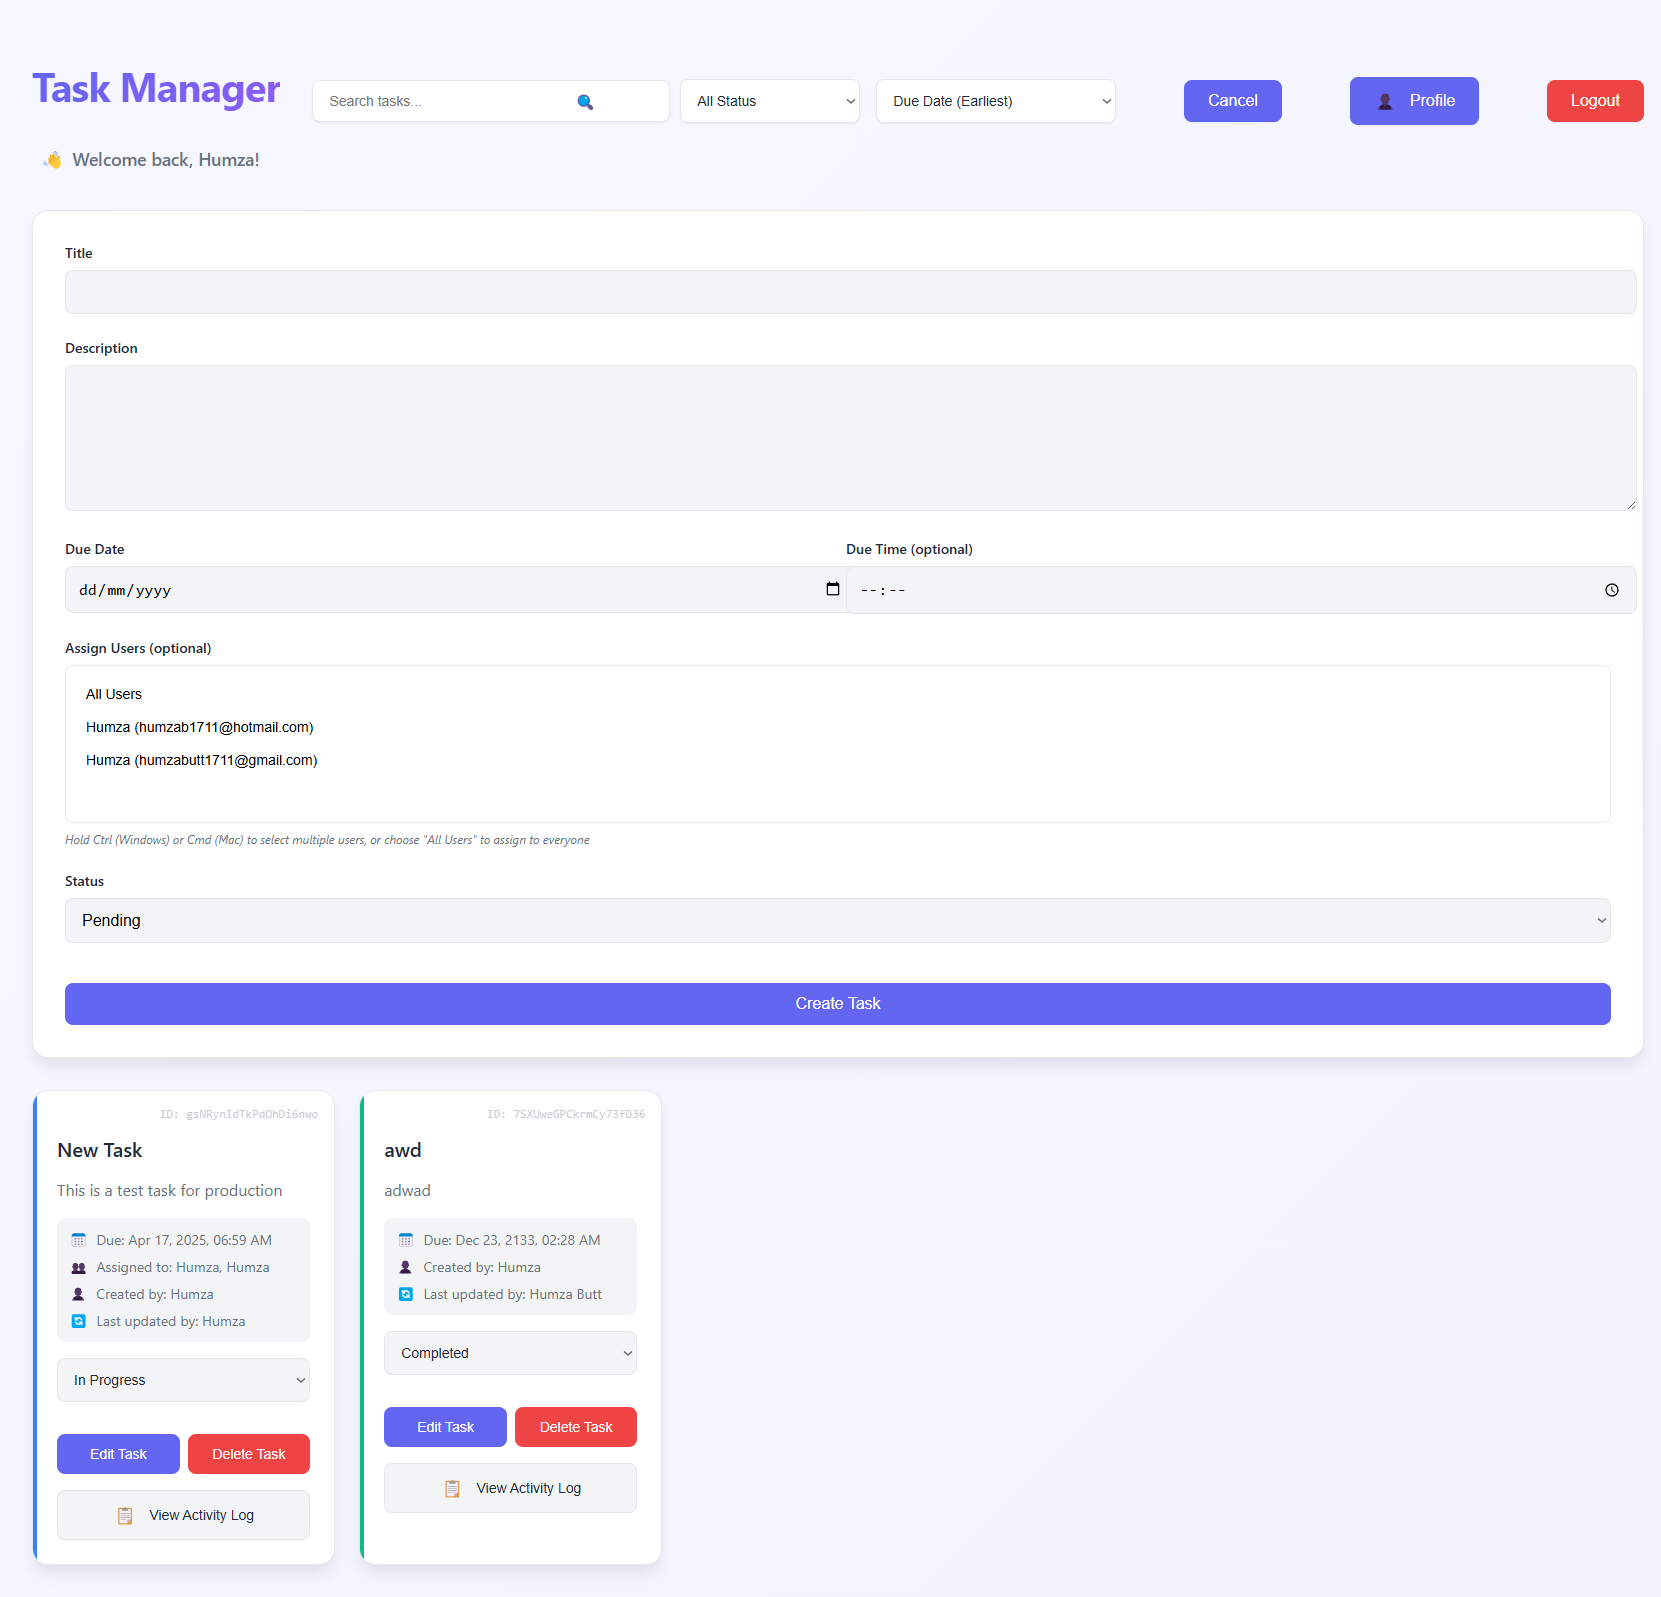 Task Manager
Search tasks...
All Status
Due Date (Earliest)
Cancel
Profile
Logout
Welcome back, Humza!
Title
Description
Due Date
Due Time (optional)
dd/mm/yyyy
--:--
Assign Users (optional)
All Users
Humza (humzab1711@hotmail.com)
Humza (humzabutt1711@gmail.com)
Hold Ctrl (Windows) or Cmd (Mac) to select multiple users, or choose "All Users" to assign to everyone
Status
Pending
Create Task
ID: gsNRynIdTkPdOhDi6nwo
New Task
This is a test task for production
Due: Apr 17, 2025, 06:59 AM
Assigned to: Humza, Humza
Created by: Humza
Last updated by: Humza
In Progress
Edit Task
Delete Task
View Activity Log
ID: 7SXUweGPCkrmCy73fD36
awd
adwad
Due: Dec 23, 2133, 02:28 AM
Created by: Humza
Last updated by: Humza Butt
Completed
Edit Task
Delete Task
View Activity Log